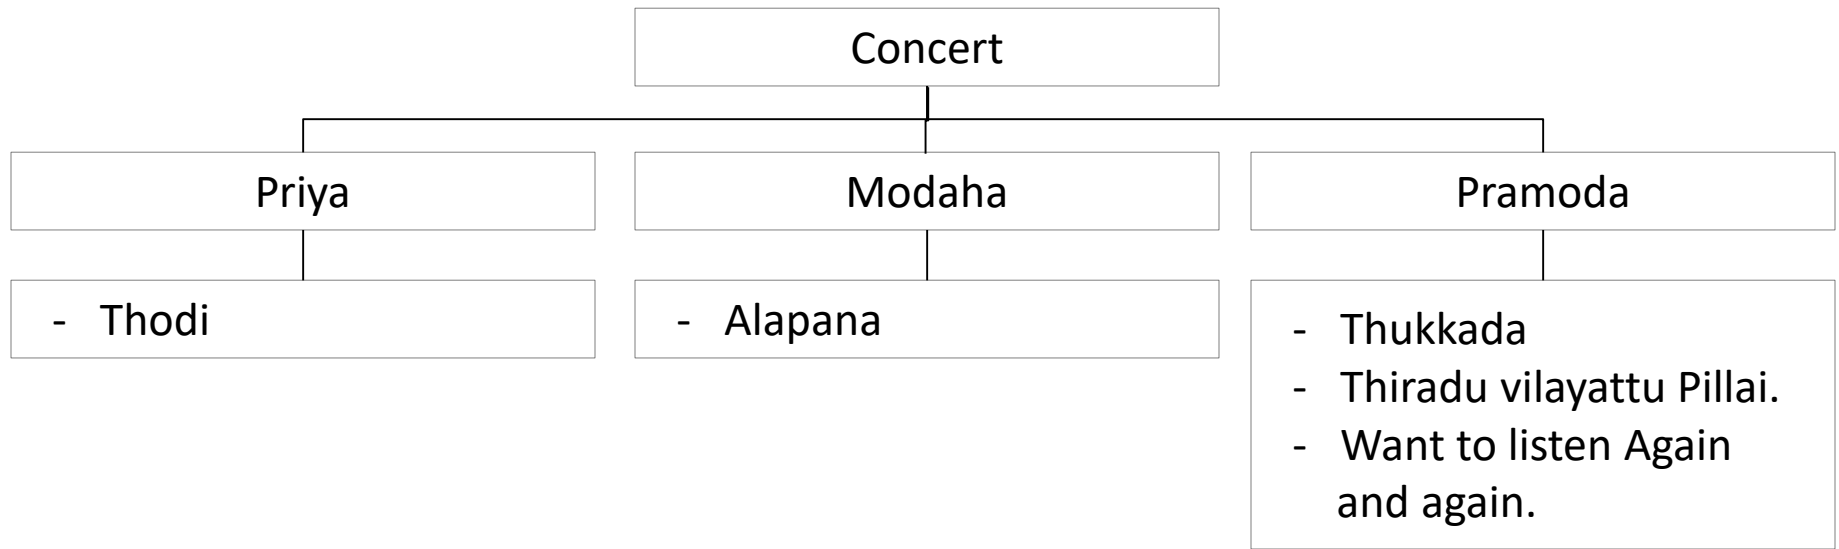 Concert
Priya
Modaha
Pramoda
- Thodi
- Alapana
- Thukkada
- Thiradu vilayattu Pillai.
- Want to listen Again
and again.